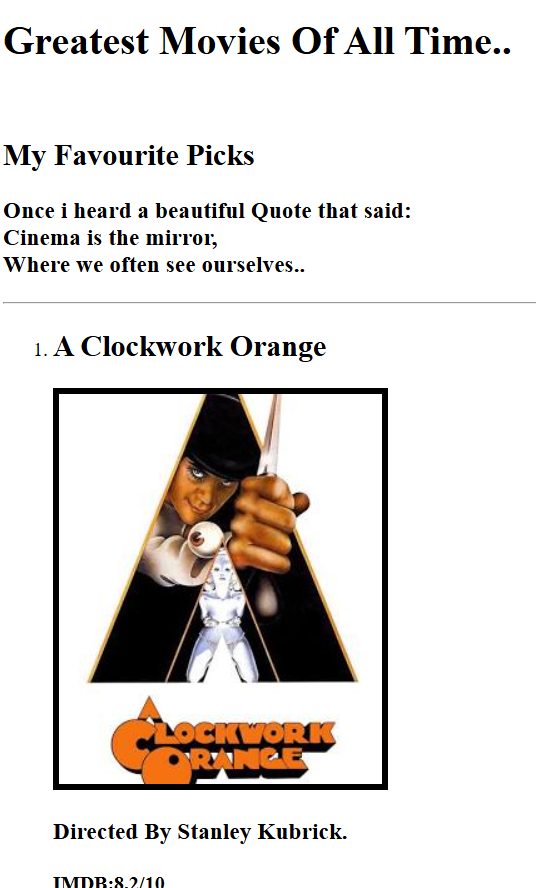 Greatest Movies Of All Time..
My Favourite Picks
Once i heard a beautiful Quote that said:
Cinema is the mirror,
Where we often see ourselves..
1. A Clockwork Orange
A CLOCKWORK
ORANGE
Directed By Stanley Kubrick.
IMDB:8.2/10